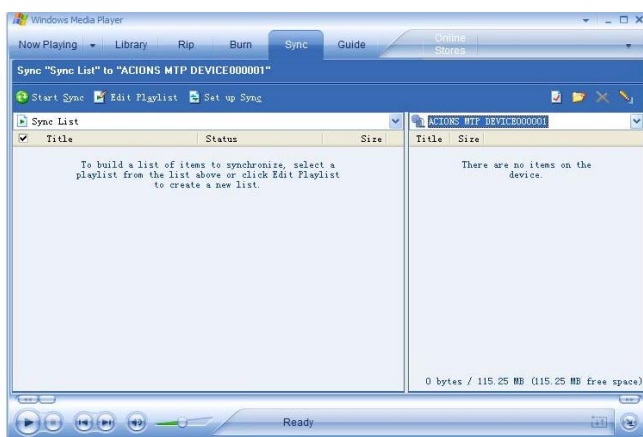 Windows Media Player
Now Playing Library Rip Burn Sync Guide Online Stores
Sync "Sync List" to "ACIONS MTP DEVICE000001"
Start Sync Edit Playlist Set up Sync
Sync List ACIONS MTP DEVICE000001
Title Status Size Title Size
To build a list of items to synchronize, select a
playlist from the list above or click Edit Playlist
to create a new list.
There are no items on the
device.
0 bytes / 115.25 MB (115.25 MB free space)
Ready